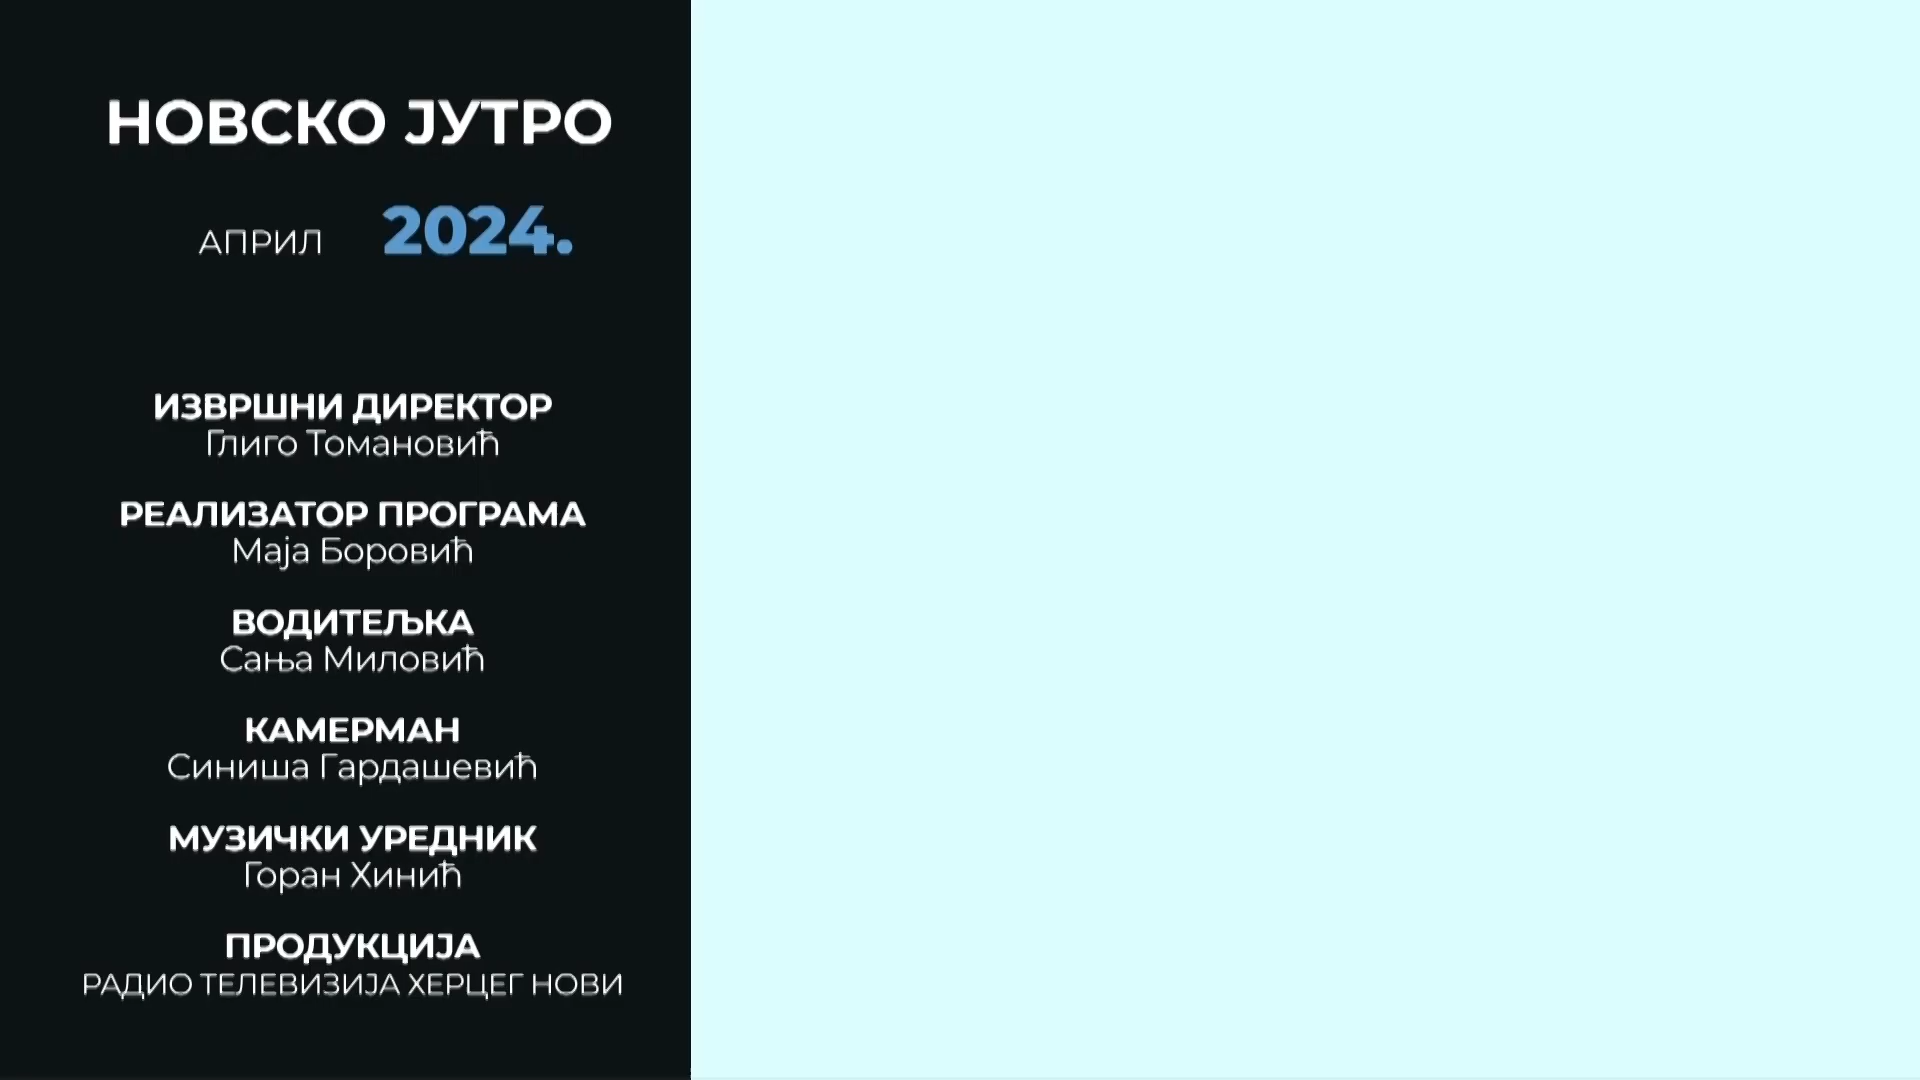 НОВСКО ЈУТРО
АПРИЛ 2024.
ИЗВРШНИ ДИРЕКТОР
Глиго Томановић
РЕАЛИЗАТОР ПРОГРАМА
Маја Боровић
ВОДИТЕЉКА
Сања Миловић
КАМЕРМАН
Синиша Гардашевић
МУЗИЧКИ УРЕДНИК
Горан Хинић
ПРОДУКЦИЈА
РАДИО ТЕЛЕВИЗИЈА ХЕРЦЕГ НОВИ